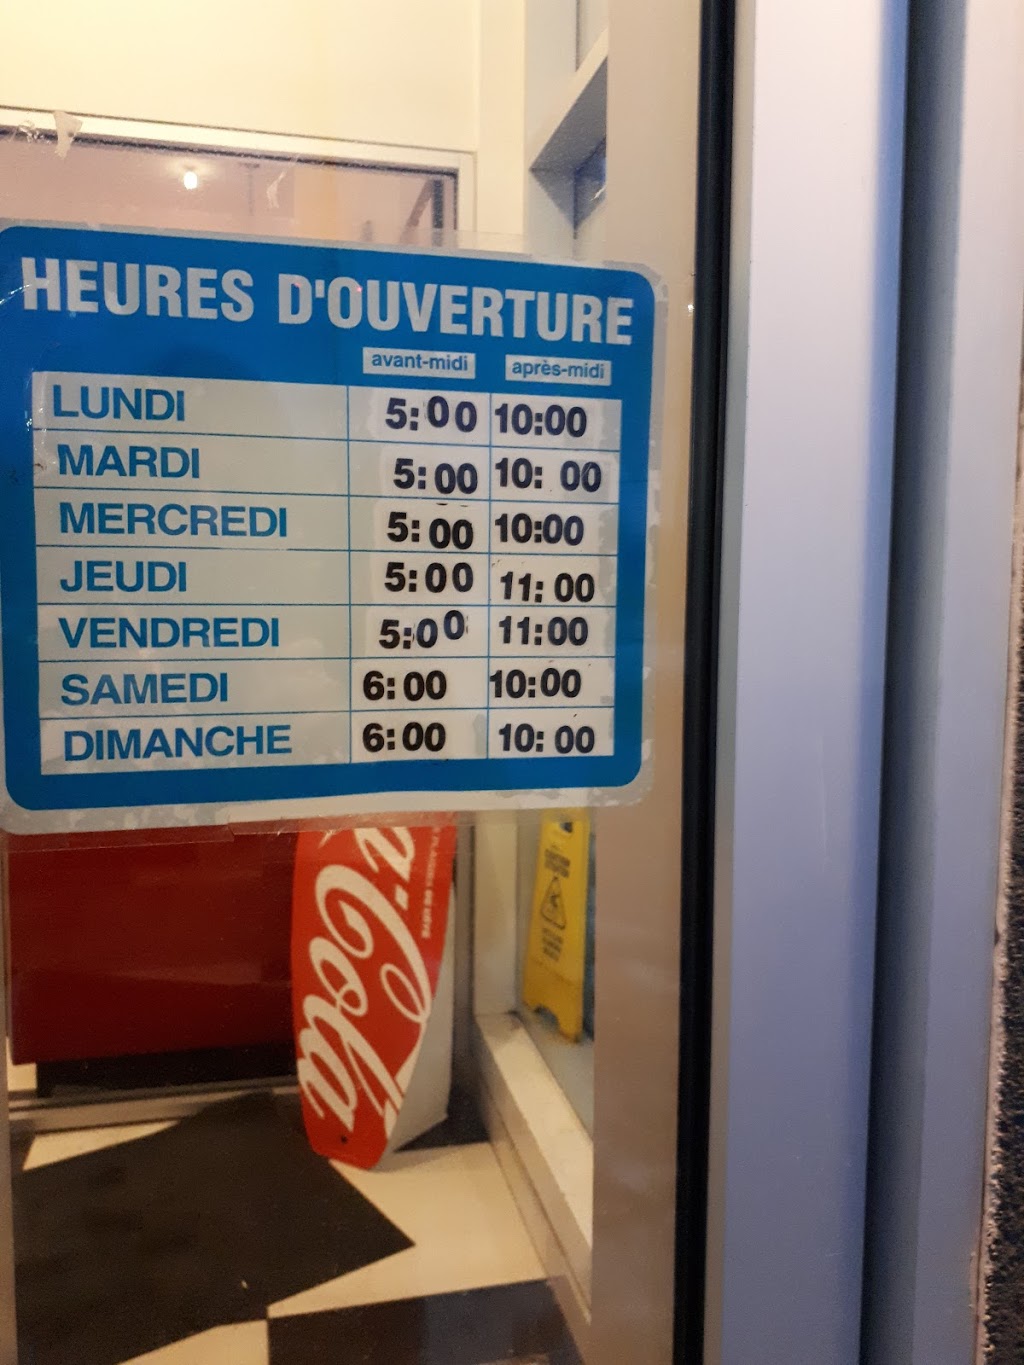 HEURES D'OUVERTURE
avant-midi après-midi
LUNDI 5:00 10:00
MARDI 5:00 10:00
MERCREDI 5:00 10:00
JEUDI 5:00 11:00
VENDREDI 5:00 11:00
SAMEDI 6:00 10:00
DIMANCHE 6:00 10:00
a-Cola